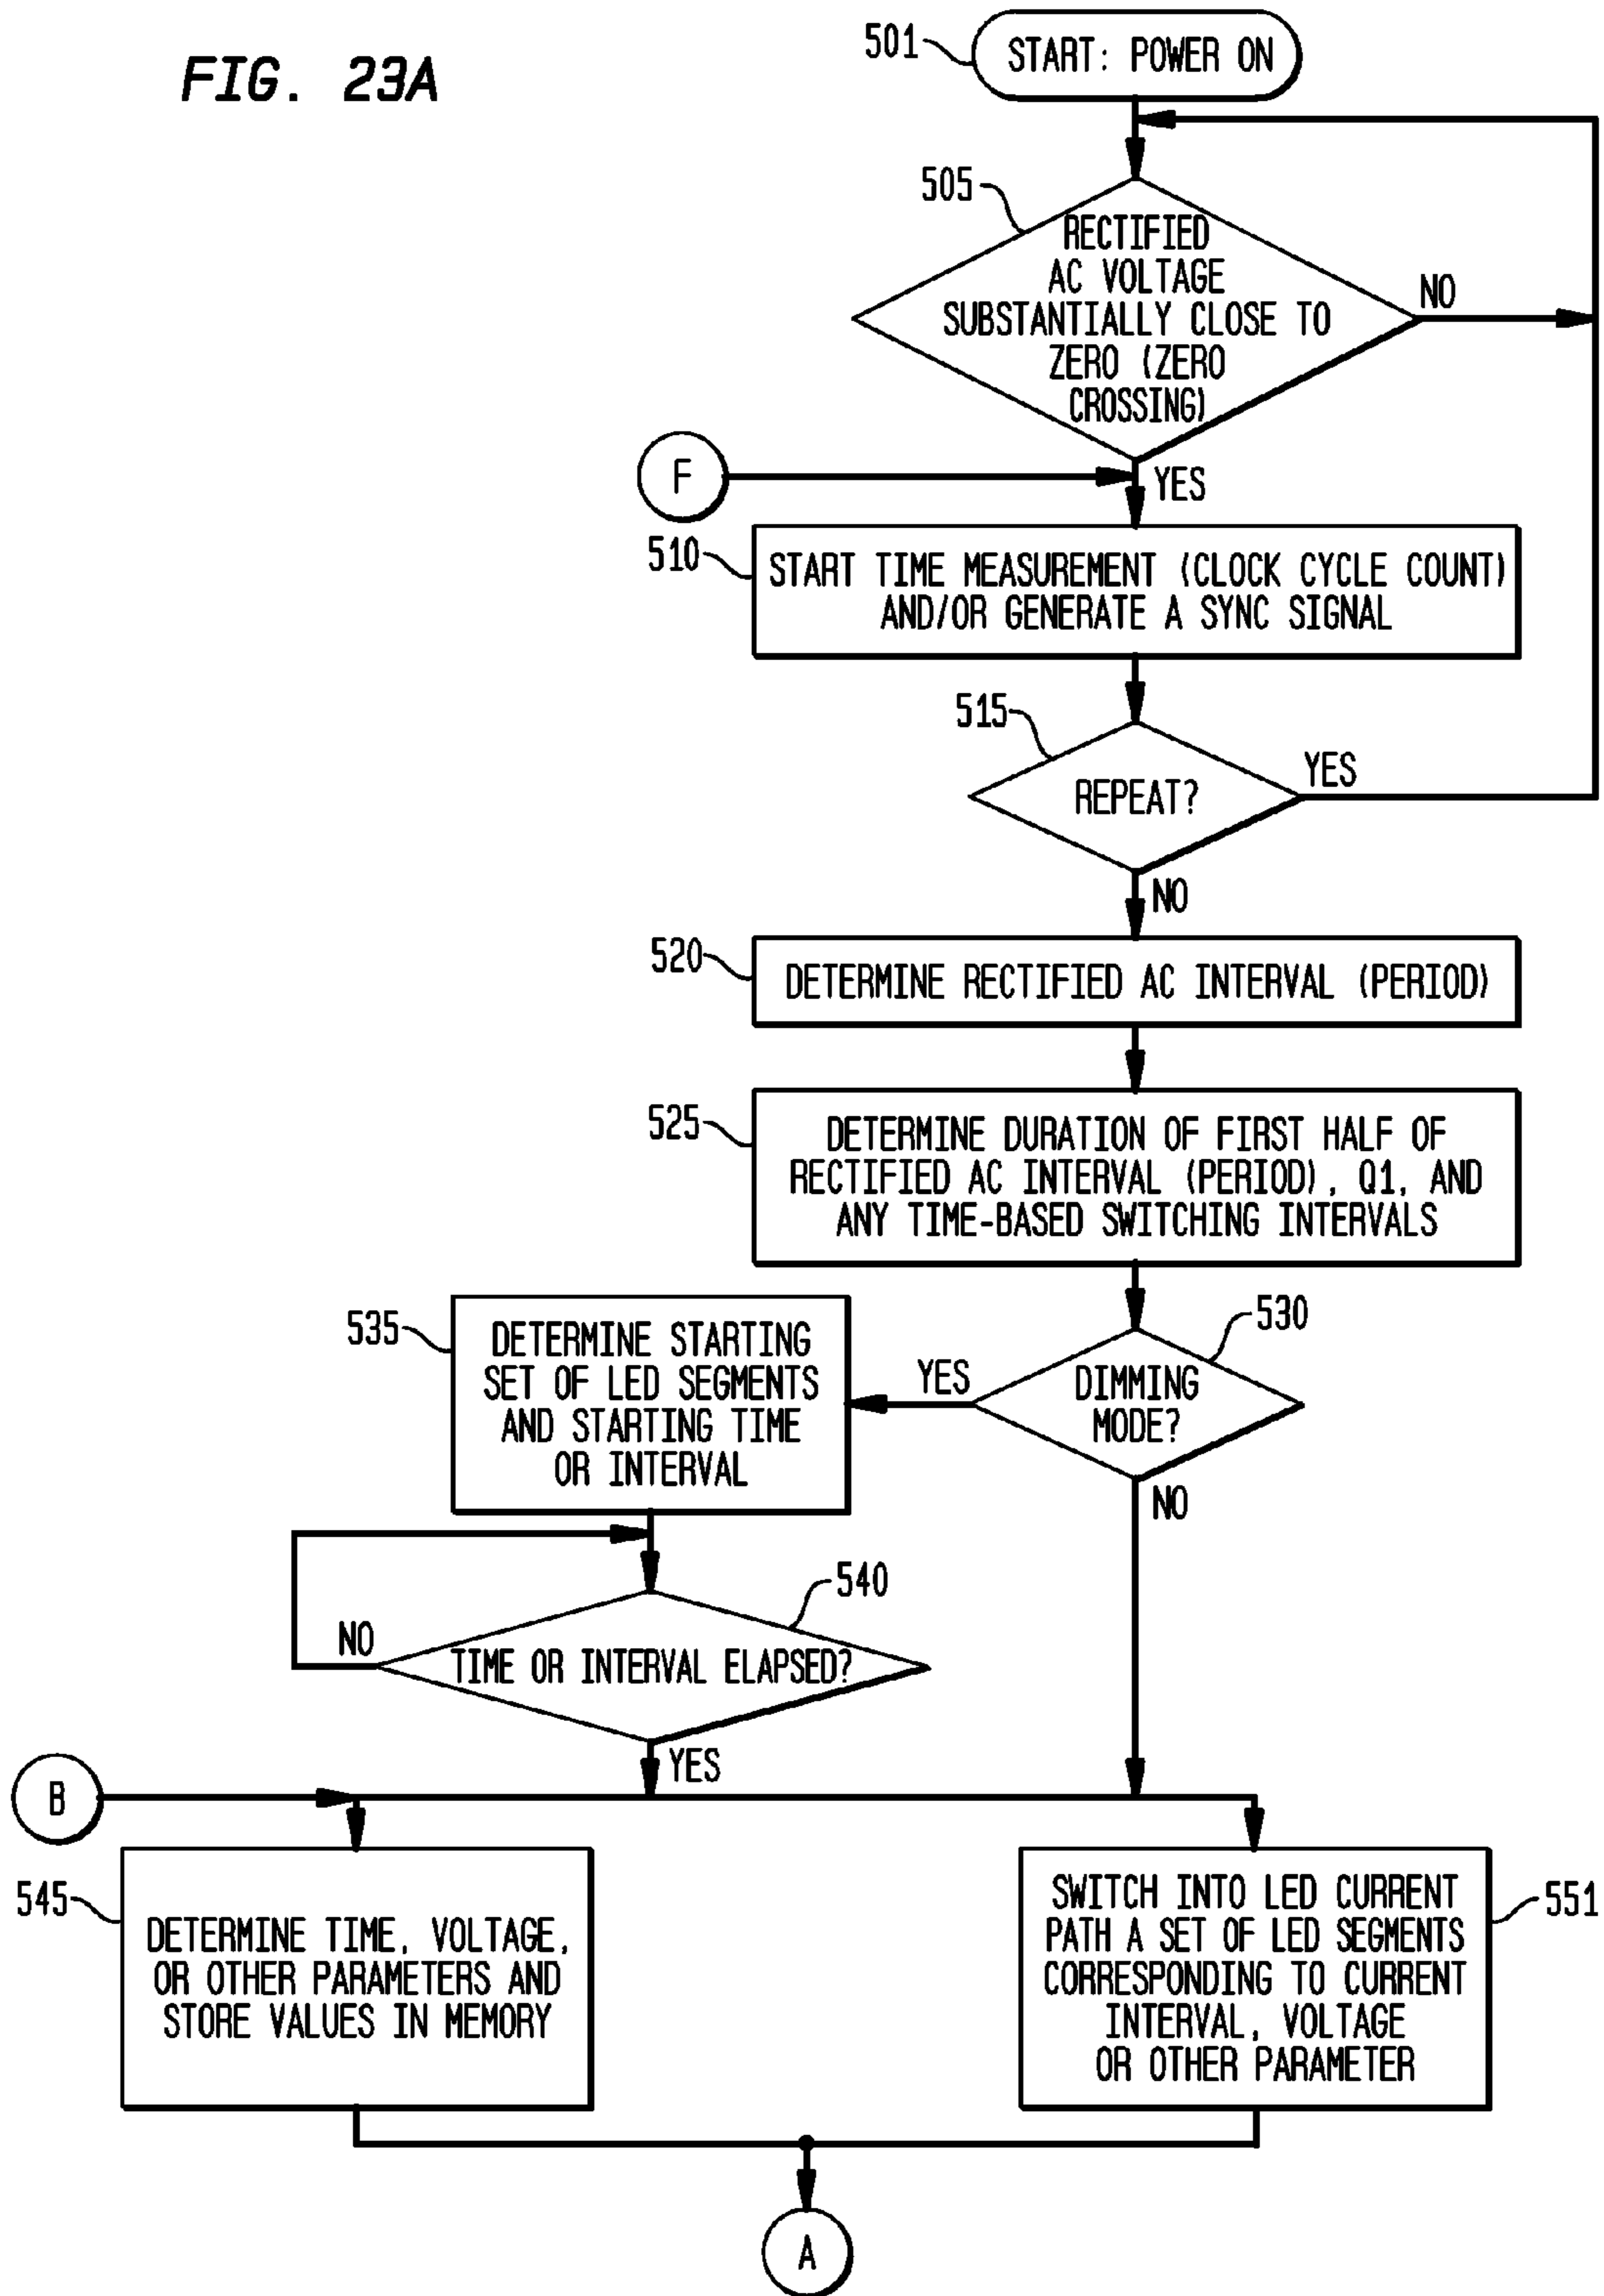 FIG. 23A
501
START: POWER ON
505
RECTIFIED
AC VOLTAGE
SUBSTANTIALLY CLOSE TO
ZERO (ZERO
CROSSING)
NO
F
YES
510
START TIME MEASUREMENT (CLOCK CYCLE COUNT)
AND/OR GENERATE A SYNC SIGNAL
515
REPEAT?
YES
NO
520
DETERMINE RECTIFIED AC INTERVAL (PERIOD)
525
DETERMINE DURATION OF FIRST HALF OF
RECTIFIED AC INTERVAL (PERIOD), Q1, AND
ANY TIME-BASED SWITCHING INTERVALS
530
DIMMING
MODE?
YES
NO
535
DETERMINE STARTING
SET OF LED SEGMENTS
AND STARTING TIME
OR INTERVAL
540
TIME OR INTERVAL ELAPSED?
NO
YES
B
545
DETERMINE TIME, VOLTAGE,
OR OTHER PARAMETERS AND
STORE VALUES IN MEMORY
551
SWITCH INTO LED CURRENT
PATH A SET OF LED SEGMENTS
CORRESPONDING TO CURRENT
INTERVAL, VOLTAGE
OR OTHER PARAMETER
A